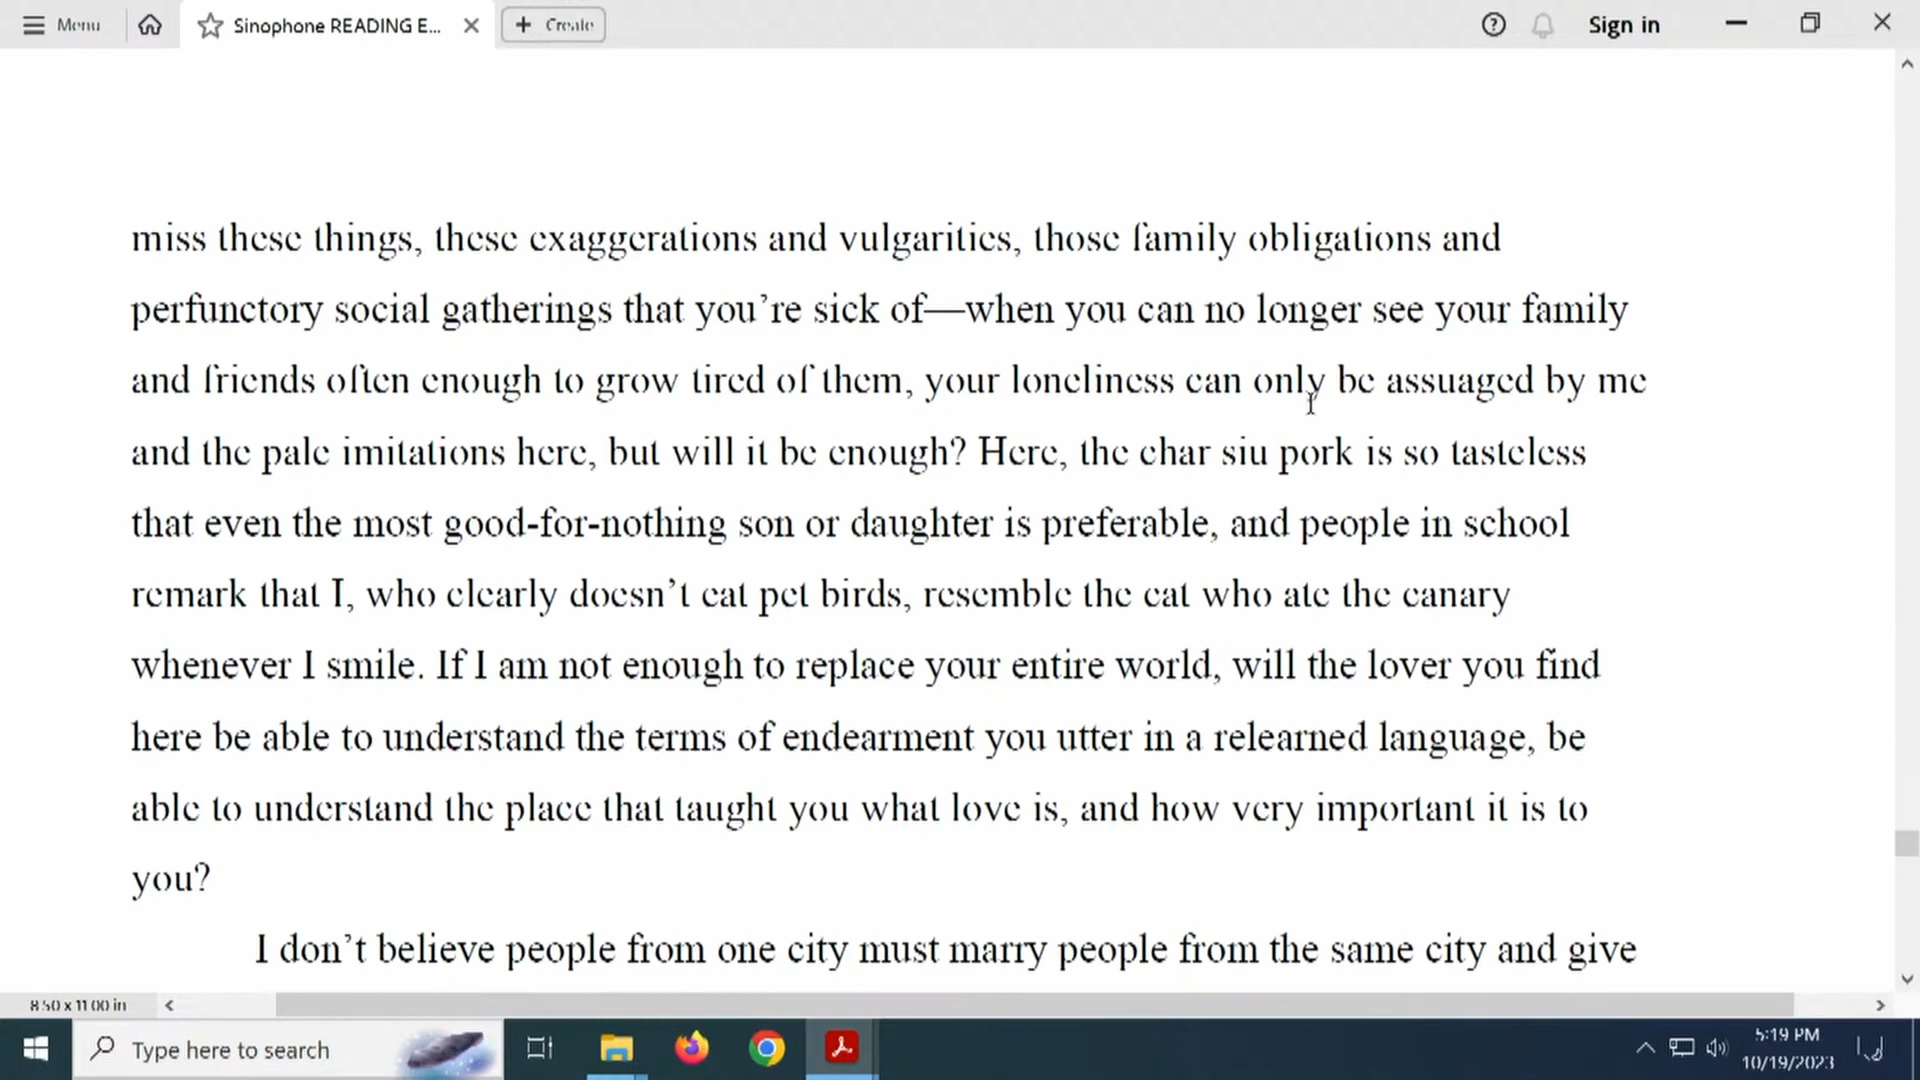 Menu
Sinophone READING E...
Create
Sign in
miss these things, these exaggerations and vulgarities, those family obligations and
perfunctory social gatherings that you’re sick of—when you can no longer see your family
and friends often enough to grow tired of them, your loneliness can only be assuaged by me
and the pale imitations here, but will it be enough? Here, the char siu pork is so tasteless
that even the most good-for-nothing son or daughter is preferable, and people in school
remark that I, who clearly doesn’t eat pet birds, resemble the cat who ate the canary
whenever I smile. If I am not enough to replace your entire world, will the lover you find
here be able to understand the terms of endearment you utter in a relearned language, be
able to understand the place that taught you what love is, and how very important it is to
you?
I don’t believe people from one city must marry people from the same city and give
8.50 x 11.00 in
Type here to search
5:19 PM
10/19/2023